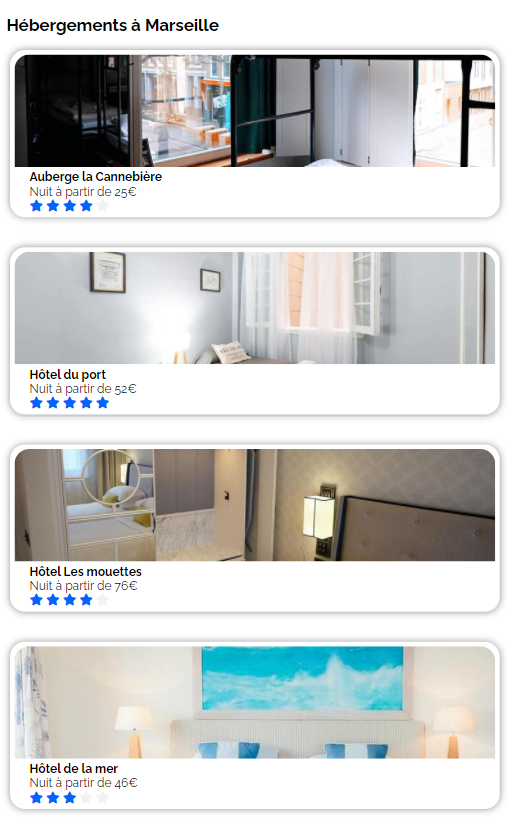 Hébergements à Marseille
Auberge la Cannebière
Nuit à partir de 25€
Hôtel du port
Nuit à partir de 52€
Hôtel Les mouettes
Nuit à partir de 76€
Hôtel de la mer
Nuit à partir de 46€